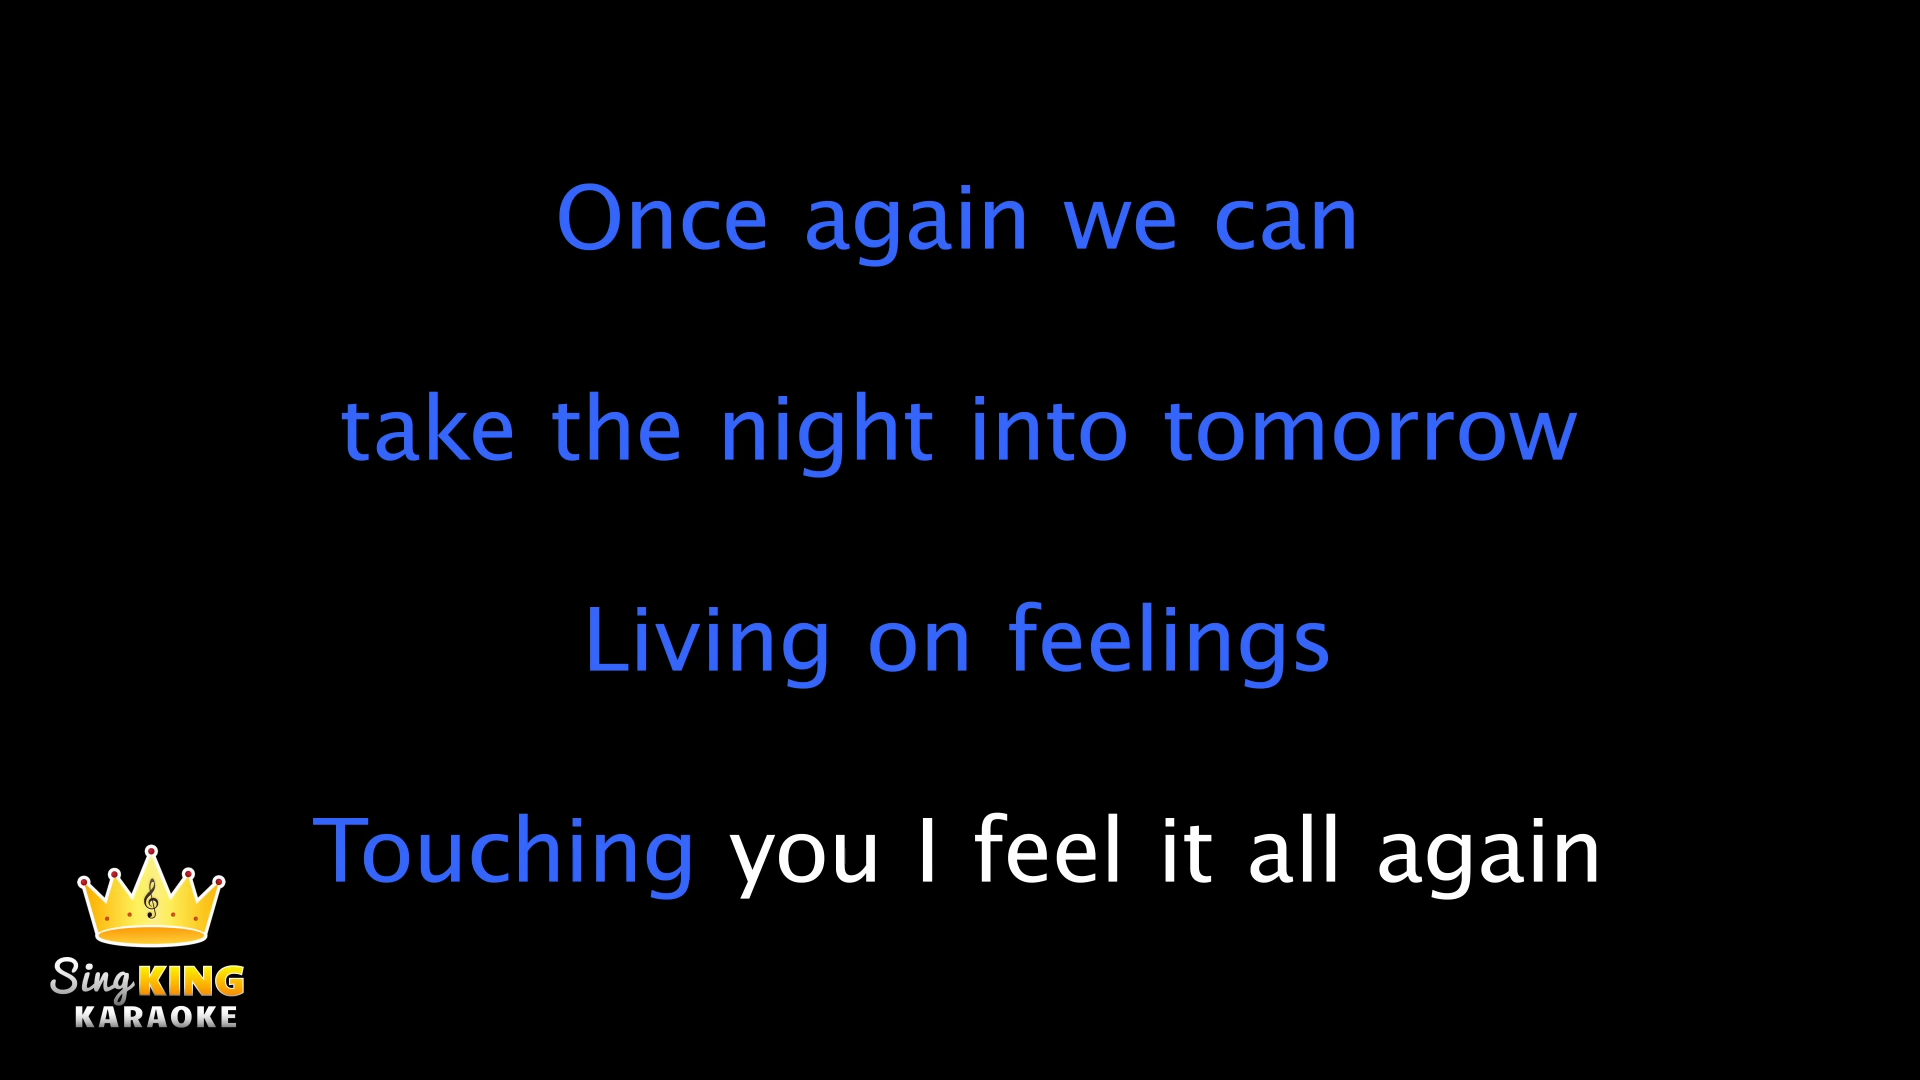 Once again we can
take the night into tomorrow
Living on feelings
Touching you I feel it all again
Sing KING
KARAOKE